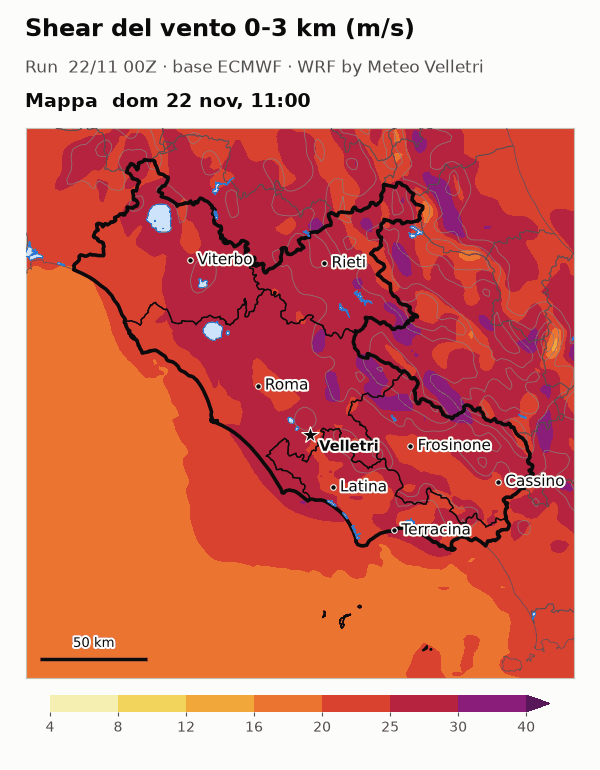 Shear del vento 0-3 km (m/s)
Run  22/11 00Z · base ECMWF · WRF by Meteo Velletri
Mappa  dom 22 nov, 11:00
Viterbo
Rieti
Roma
Velletri
Frosinone
Latina
Cassino
Terracina
50 km
4 8 12 16 20 25 30 40